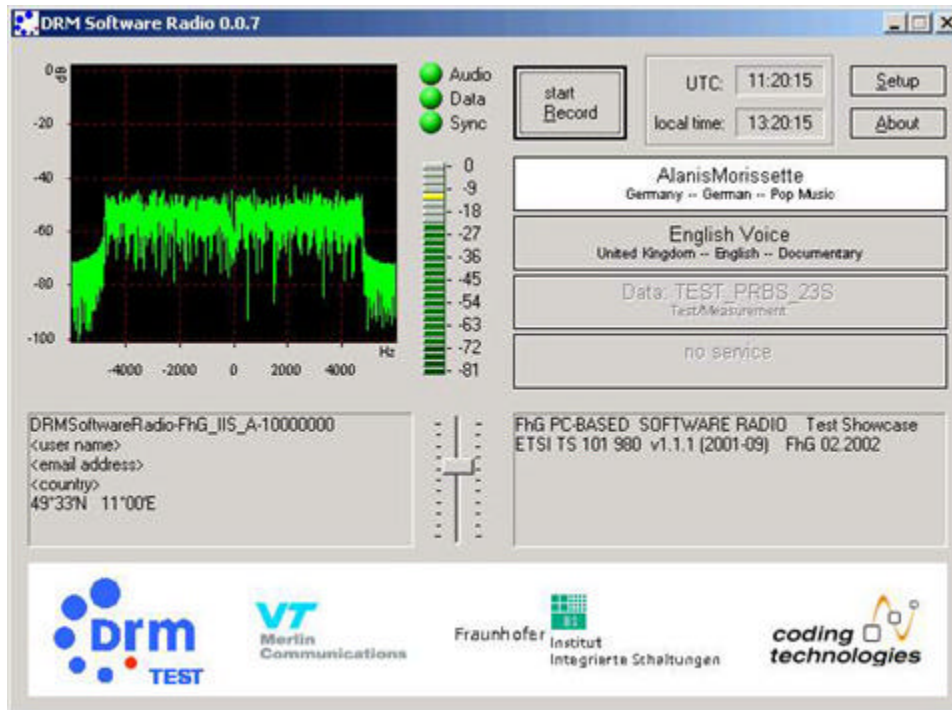 DRM Software Radio 0.0.7
dB
0
-20
-40
-60
-80
-100
Hz
-4000 -2000 0 2000 4000
Audio
Data
Sync
0
-9
-18
-27
-36
-45
-54
-63
-72
-81
start
Record
UTC: 11:20:15
local time: 13:20:15
Setup
About
AlanisMorissette
Germany -- German -- Pop Music
English Voice
United Kingdom -- English -- Documentary
Data: TEST_PRBS_23S
Test/Measurement
no service
DRMSoftwareRadio-FhG_IIS_A-10000000
<user name>
<email address>
<country>
49°33'N 11°00'E
FhG PC-BASED SOFTWARE RADIO Test Showcase
ETSI TS 101 980 v1.1.1 (2001-09) FhG 02.2002
Drm
TEST
VT
Merlin
Communications
Fraunhofer Institut
Integrierte Schaltungen
coding
technologies